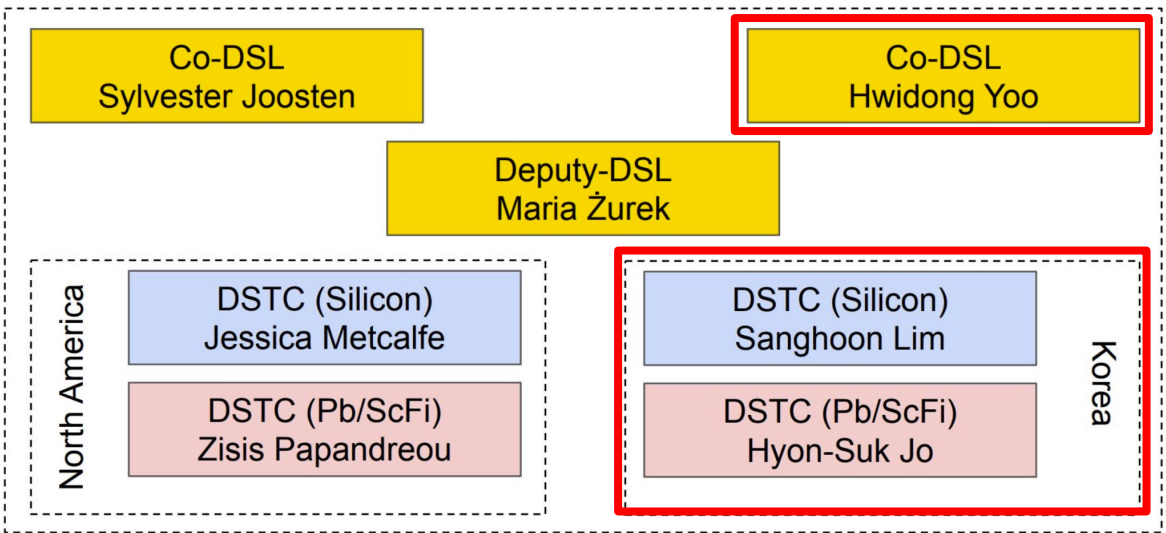 Co-DSL
Sylvester Joosten
Co-DSL
Hwidong Yoo
Deputy-DSL
Maria Żurek
North America
DSTC (Silicon)
Jessica Metcalfe
DSTC (Pb/ScFi)
Zisis Papandreou
DSTC (Silicon)
Sanghoon Lim
DSTC (Pb/ScFi)
Hyon-Suk Jo
Korea